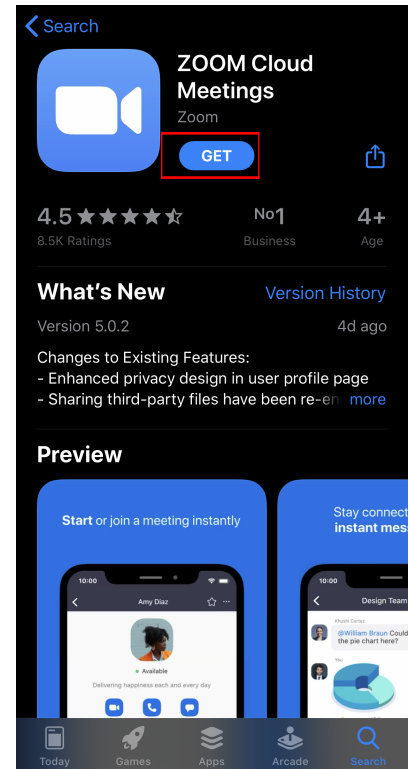 Search
ZOOM Cloud
Meetings
Zoom
GET
4.5
No1
4+
8.5K Ratings
Business
Age
What's New
Version History
Version 5.0.2
4d ago
Changes to Existing Features:
- Enhanced privacy design in user profile page
- Sharing third-party files have been re-en more
Preview
Start or join a meeting instantly
10:00
Amy Diaz
Available
Delivering happiness each and every day
Stay connect
instant mes
10:00
Design Team
Khushi Cortez
@William Braun Could
the pie chart here?
You
Today
Games
Apps
Arcade
Search